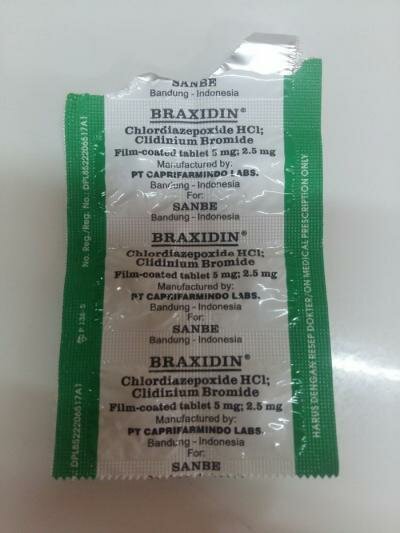 SANBE
Bandung - Indonesia
BRAXIDIN®
Chlordiazepoxide HCl;
Clidinium Bromide
Film-coated tablet 5 mg; 2.5 mg
Manufactured by:
PT CAPRIFARMINDO LABS.
Bandung - Indonesia
For:
SANBE
Bandung - Indonesia
BRAXIDIN®
Chlordiazepoxide HCl;
Clidinium Bromide
Film-coated tablet 5 mg; 2.5 mg
Manufactured by:
PT CAPRIFARMINDO LABS.
Bandung - Indonesia
For:
SANBE
Bandung - Indonesia
BRAXIDIN®
Chlordiazepoxide HCl;
Clidinium Bromide
Film-coated tablet 5 mg; 2.5 mg
Manufactured by:
PT CAPRIFARMINDO LABS.
Bandung - Indonesia
For:
SANBE
No. Reg./Reg. No.: DPL8522206517A1
P 136-5
DPL8522206517A1
HARUS DENGAN RESEP DOKTER/ON MEDICAL PRESCRIPTION ONLY